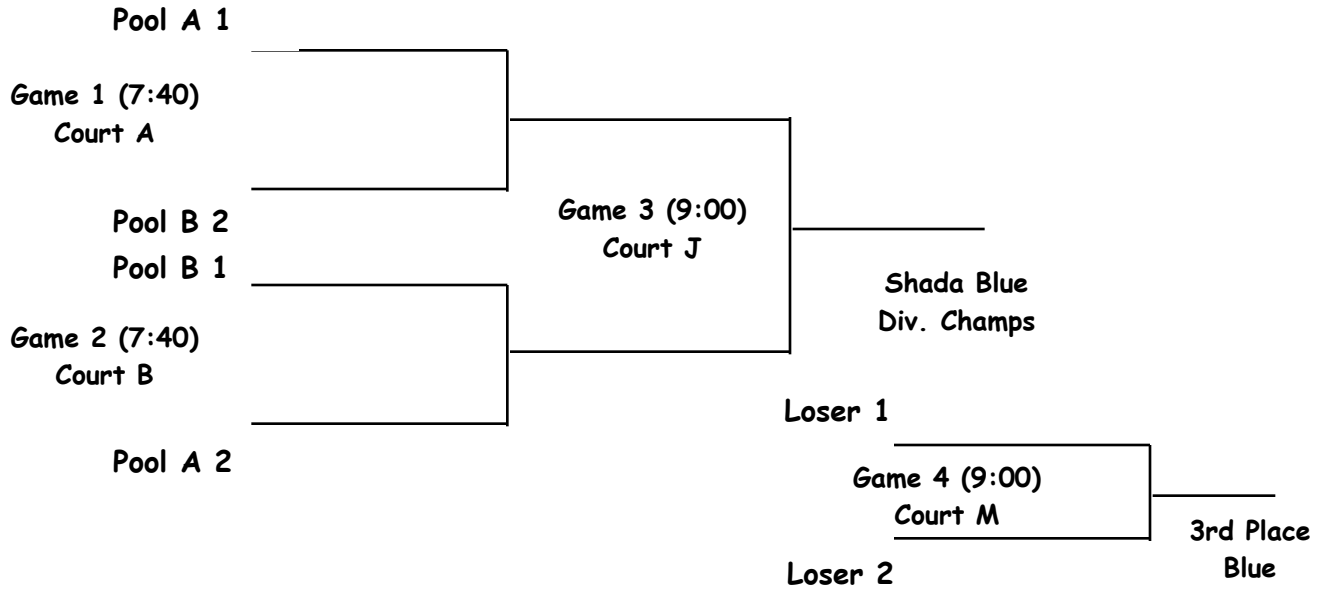 Pool A 1
Game 1 (7:40)
Court A
Pool B 2
Pool B 1
Game 2 (7:40)
Court B
Pool A 2
Game 3 (9:00)
Court J
Shada Blue
Div. Champs
Loser 1
Game 4 (9:00)
Court M
Loser 2
3rd Place
Blue